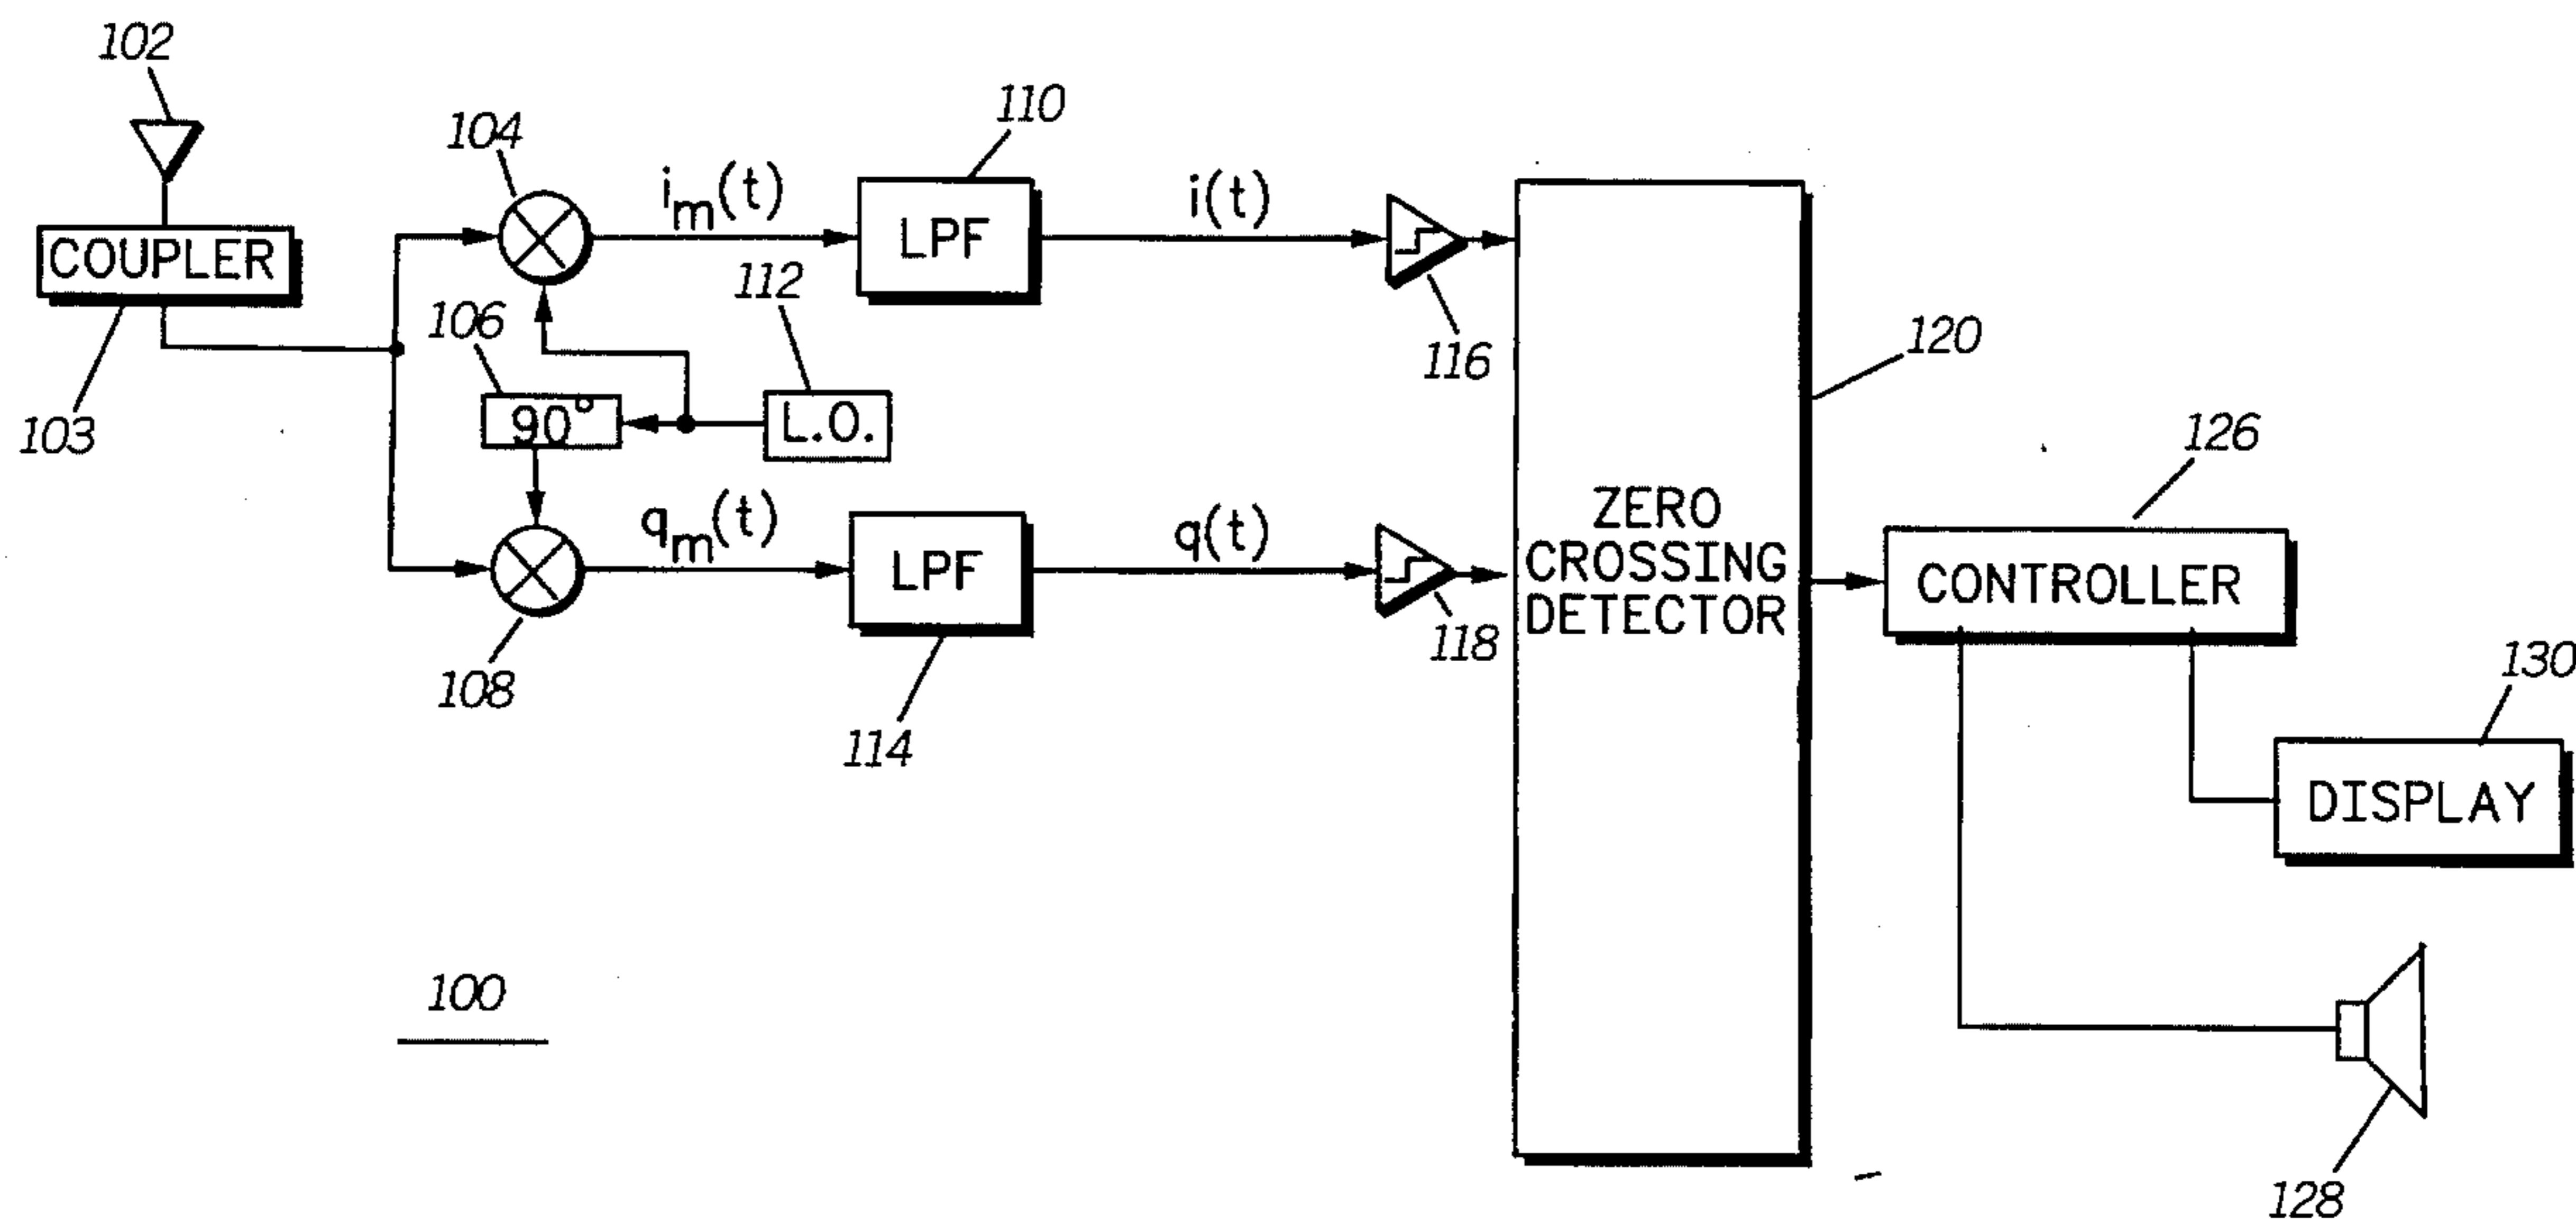 102
104
110
i_m(t)
i(t)
LPF
COUPLER
112
106
116
120
103
90°
L.O.
126
q_m(t)
q(t)
LPF
ZERO
CROSSING
DETECTOR
CONTROLLER
118
108
114
130
DISPLAY
100
128